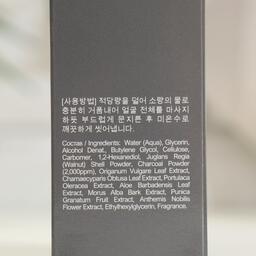 [사용방법] 적당량을 덜어 소량의 물로
충분히 거품내어 얼굴 전체를 마사지
하듯 부드럽게 문지른 후 미온수로
깨끗하게 씻어냅니다.
Cocras / Ingredients: Water (Aqua), Glycerin,
Alcohol Denat., Butylene Glycol, Cellulose,
Carbomer, 1,2-Hexanediol, Juglans Regia
(Walnut) Shell Powder, Charcoal Powder
(2,000ppm), Origanum Vulgare Leaf Extract,
Chamaecyparis Obtusa Leaf Extract, Portulaca
Oleracea Extract, Aloe Barbadensis Leaf
Extract, Morus Alba Bark Extract, Punica
Granatum Fruit Extract, Anthemis Nobilis
Flower Extract, Ethylhexylglycerin, Fragrance.